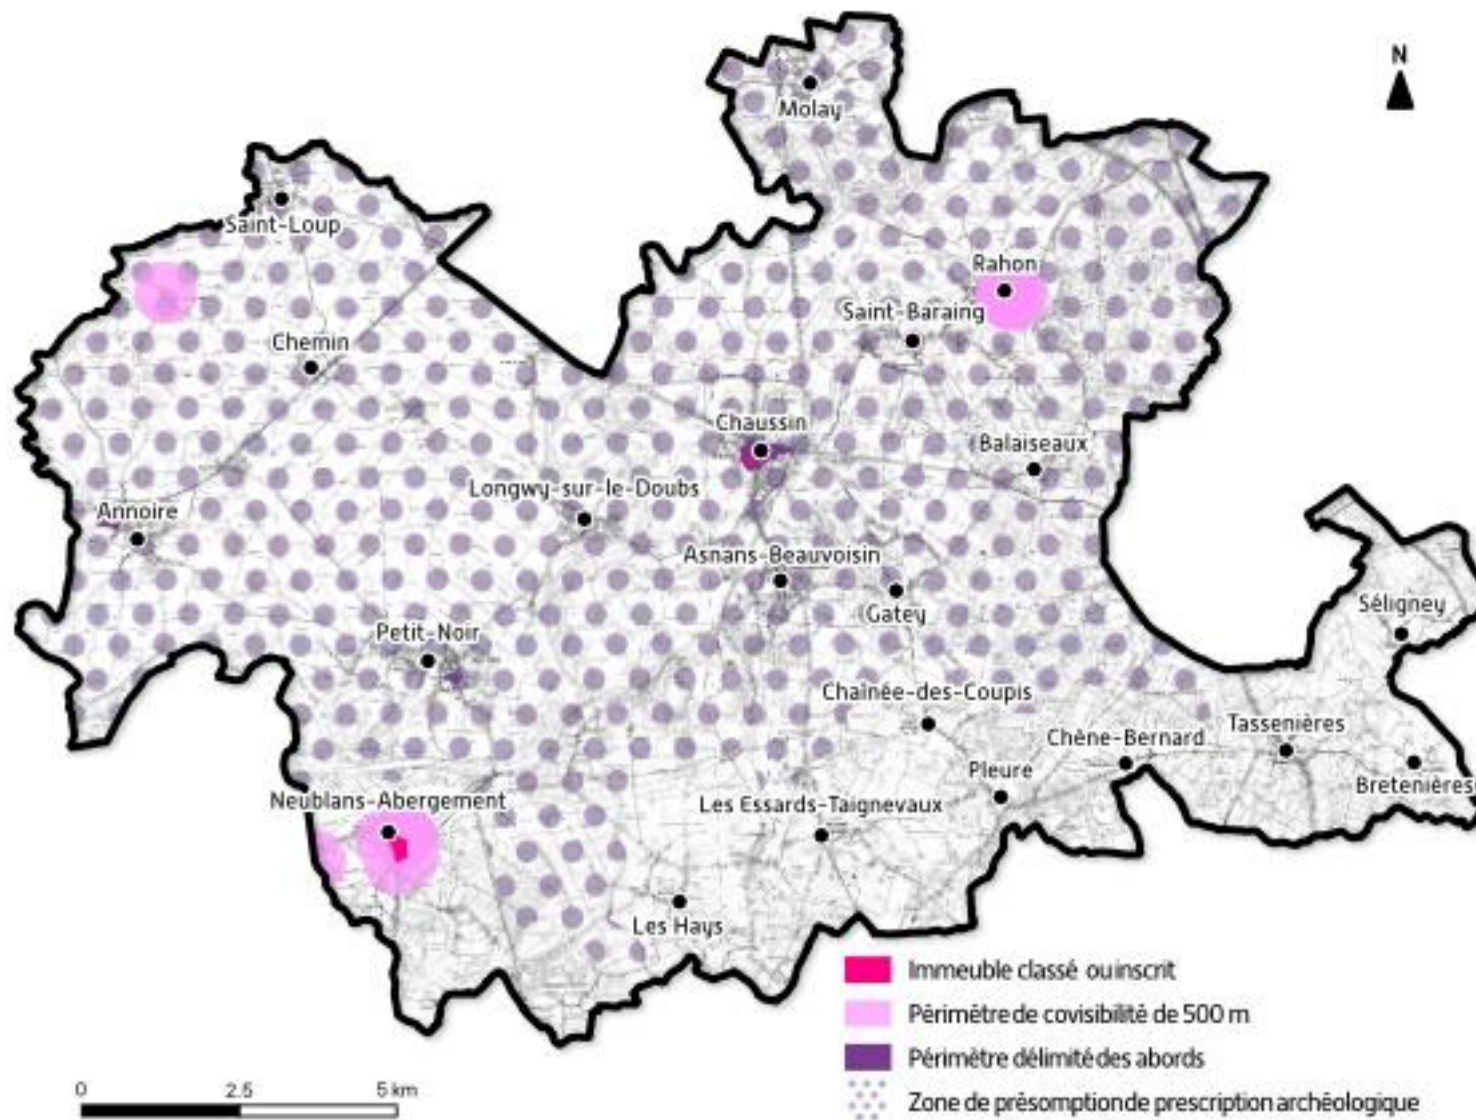 N
Molay
Saint-Loup
Rahon
Saint-Baraing
Chemin
Chaussin
Balaiseaux
Longwy-sur-le-Doubs
Annoire
Asnans-Beauvoisin
Gatey
Séligney
Petit-Noir
Chaînée-des-Coupis
Tassenières
Chêne-Bernard
Pleure
Bretenières
Neublans-Abergement
Les Essards-Taignevaux
Les Hays
Immeuble classé ou inscrit
Périmètre de covisibilité de 500 m
Périmètre délimité des abords
Zone de présomption de prescription archéologique
0 2.5 5 km